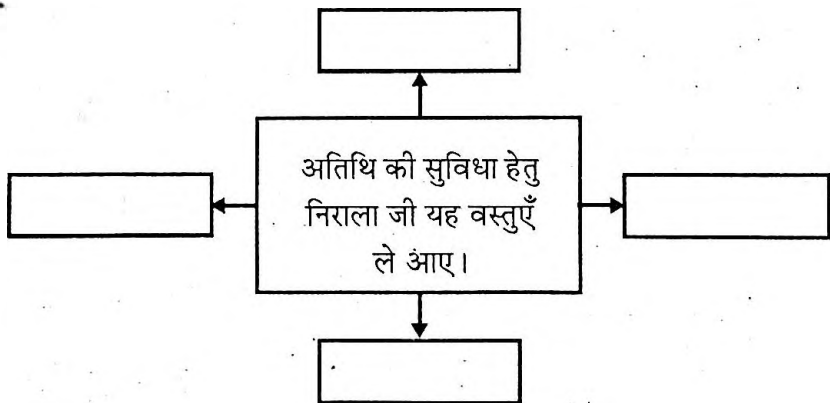 अतिथि की सुविधा हेतु
निराला जी यह वस्तुएँ
ले आए।